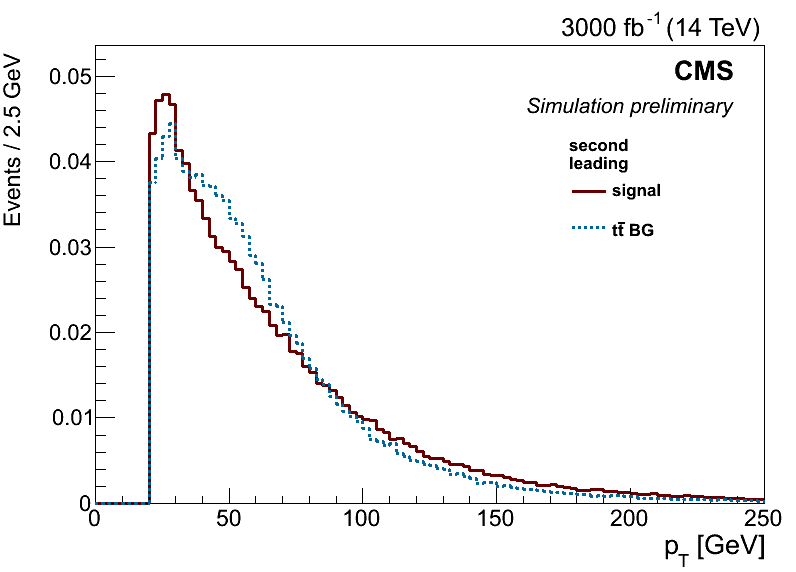 3000 fb⁻¹ (14 TeV)
CMS
Simulation preliminary
second
leading
signal
tt̄ BG
Events / 2.5 GeV
0.05
0.04
0.03
0.02
0.01
0
0 50 100 150 200 250
p_T [GeV]